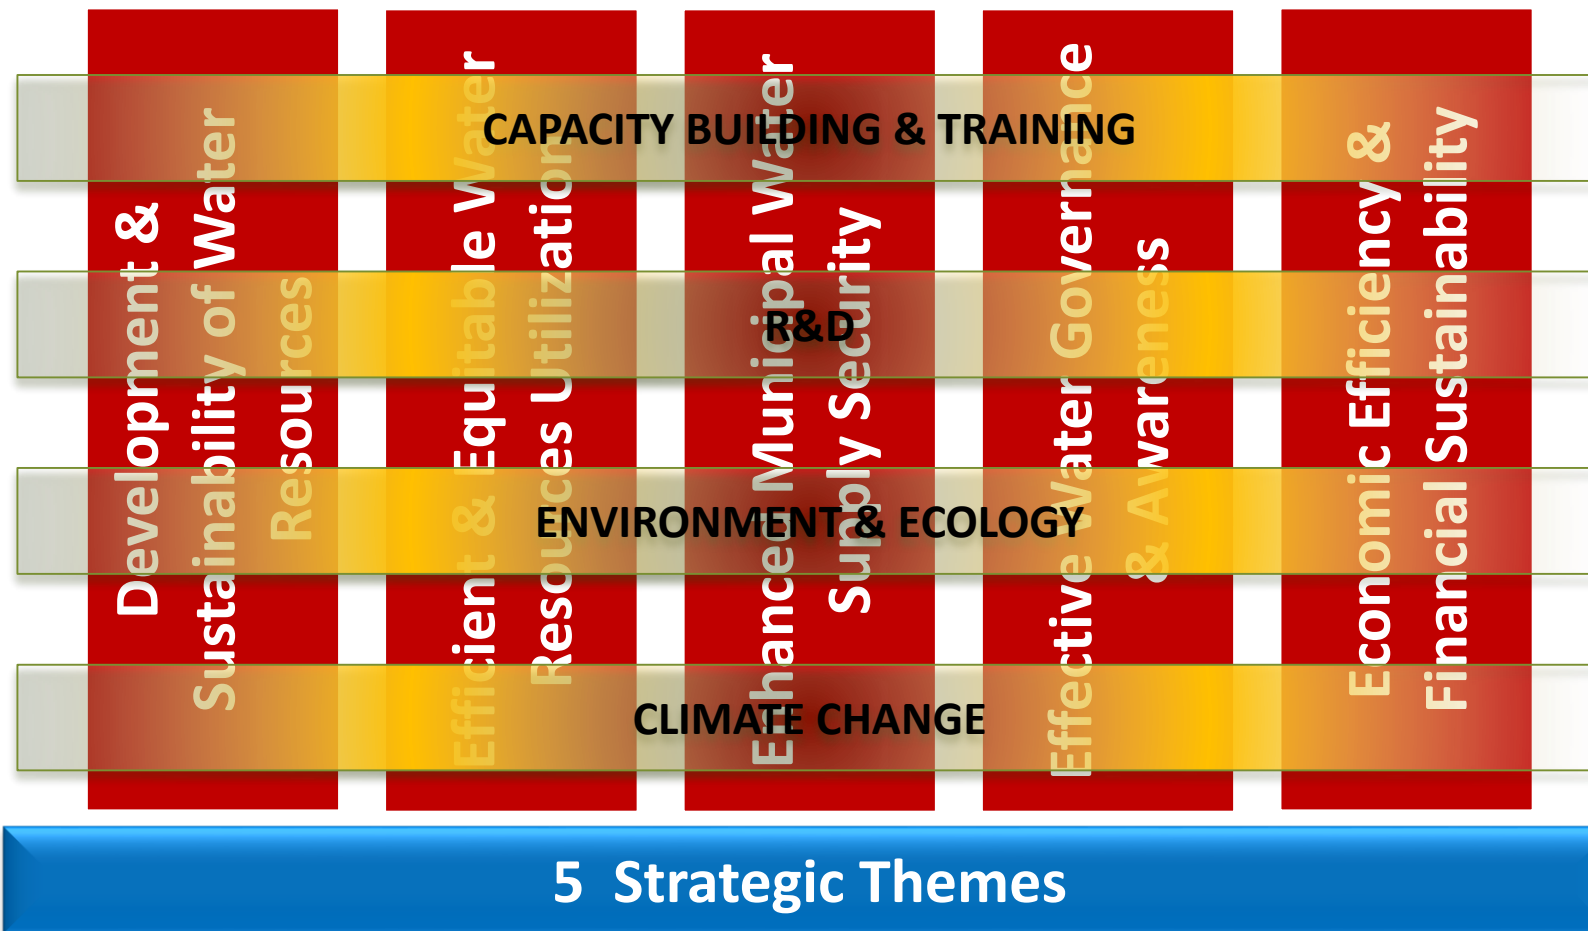 Development &
Sustainability of Water
Resources
Efficient & Equitable Water
Resources Utilization
Enhanced Municipal Water
Supply Security
Effective Water Governance
& Awareness
Economic Efficiency &
Financial Sustainability
CAPACITY BUILDING & TRAINING
R&D
ENVIRONMENT & ECOLOGY
CLIMATE CHANGE
5 Strategic Themes